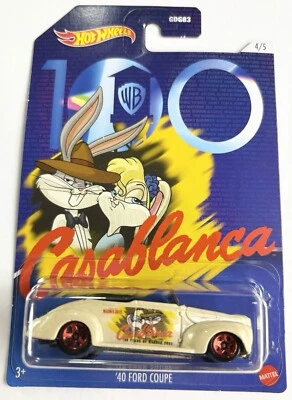 HOT WHEELS
GDG83
4/5
100
WB
Casablanca
'40 FORD COUPE
3+
MATTEL